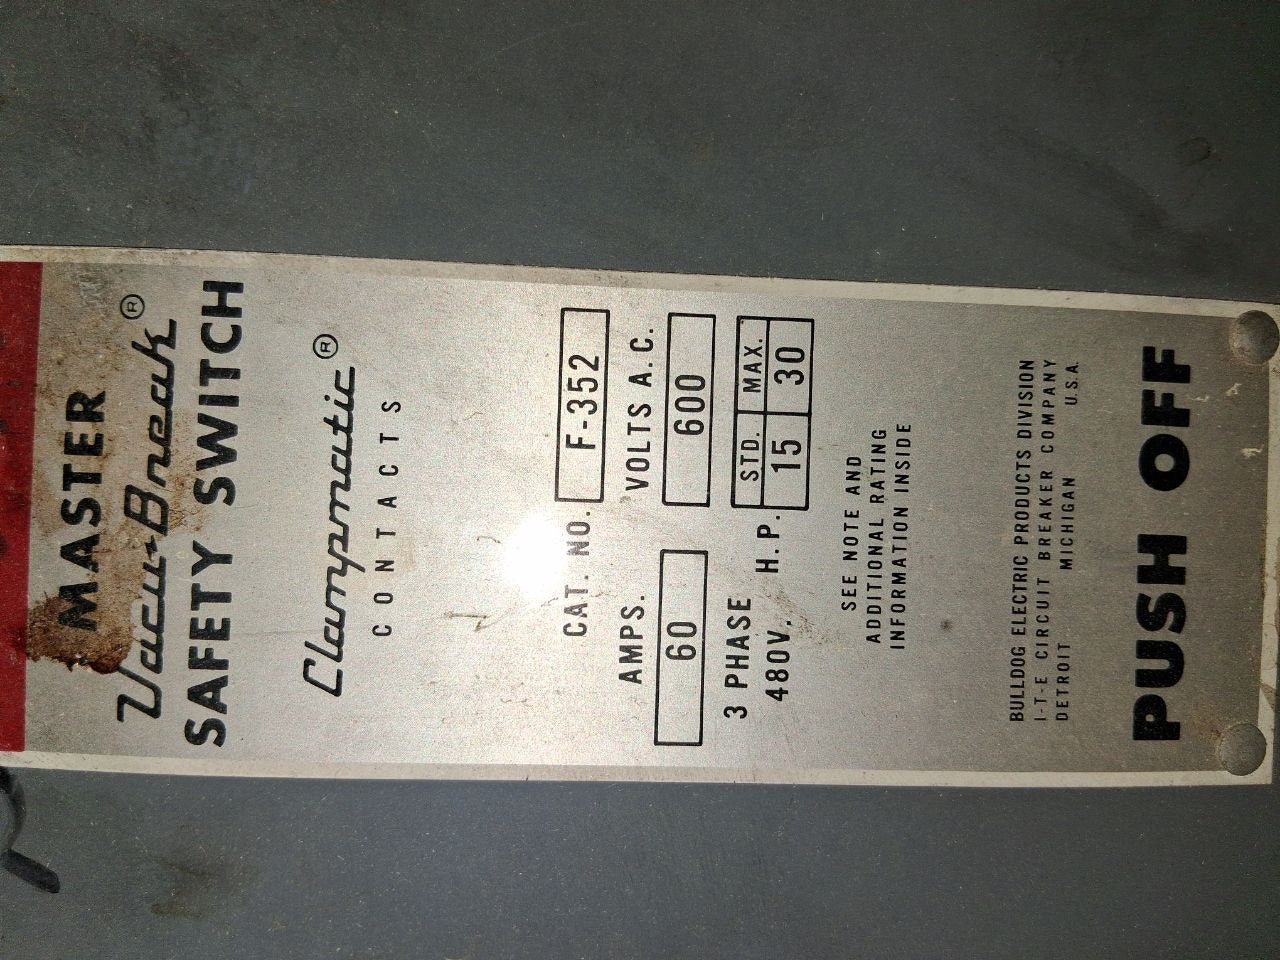 MASTER
Vacu-Break ®
SAFETY SWITCH
Clampmatic ®
CONTACTS
CAT. NO. F-352
AMPS. VOLTS A.C.
60 600
3 PHASE STD. MAX.
480V. H.P. 15 30
SEE NOTE AND
ADDITIONAL RATING
INFORMATION INSIDE
BULLDOG ELECTRIC PRODUCTS DIVISION
I-T-E CIRCUIT BREAKER COMPANY
DETROIT MICHIGAN U.S.A.
PUSH OFF